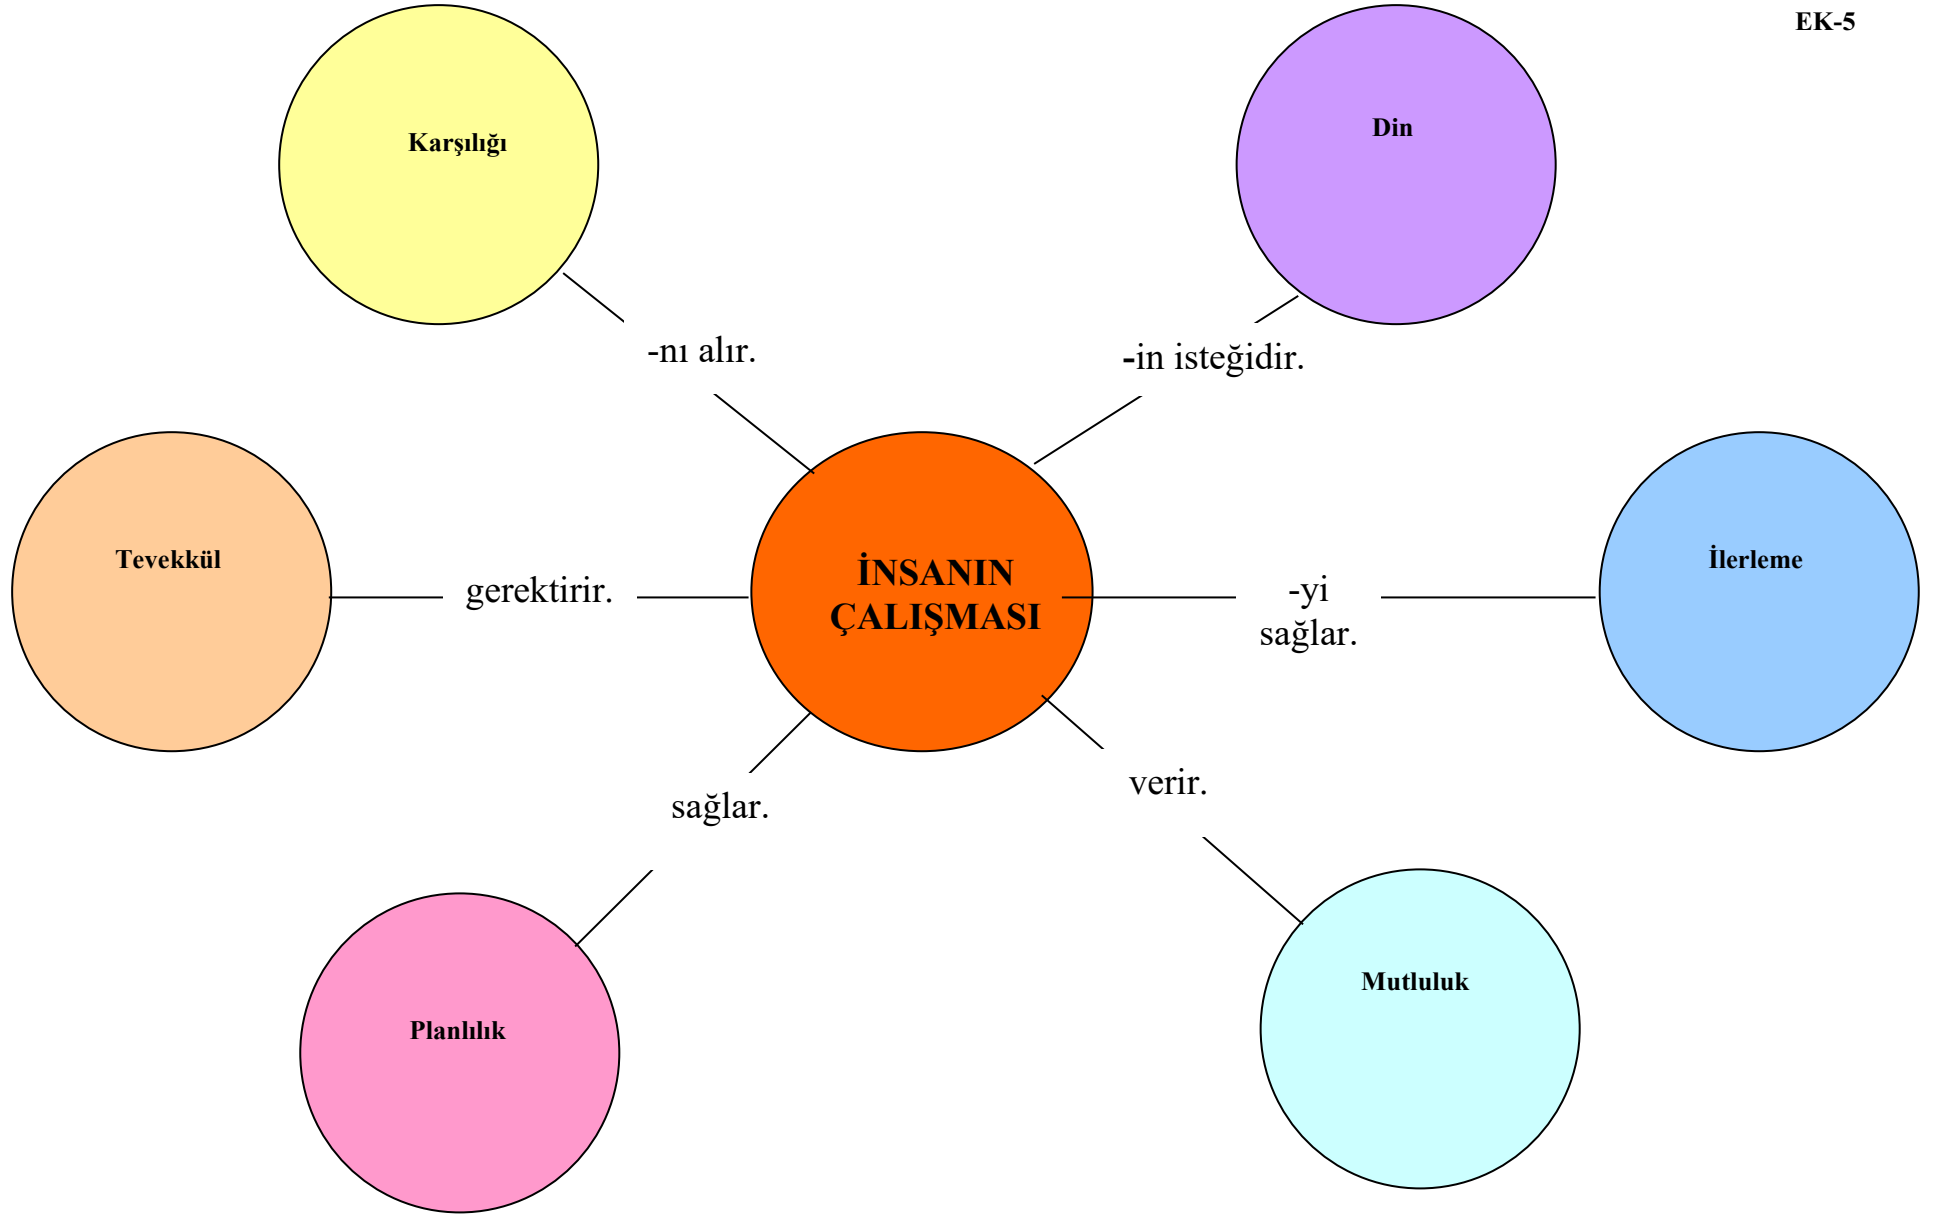 EK-5
Karşılığı
Din
-nı alır.
-in isteğidir.
Tevekkül
gerektirir.
İNSANIN
ÇALIŞMASI
-yi
sağlar.
İlerleme
sağlar.
verir.
Planlılık
Mutluluk